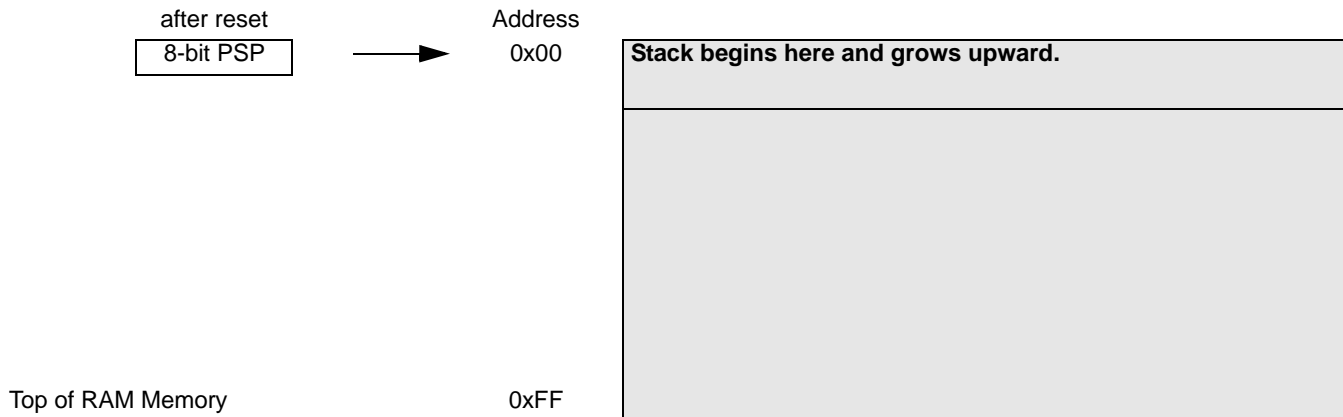 after reset Address
8-bit PSP 0x00 Stack begins here and grows upward.
Top of RAM Memory 0xFF